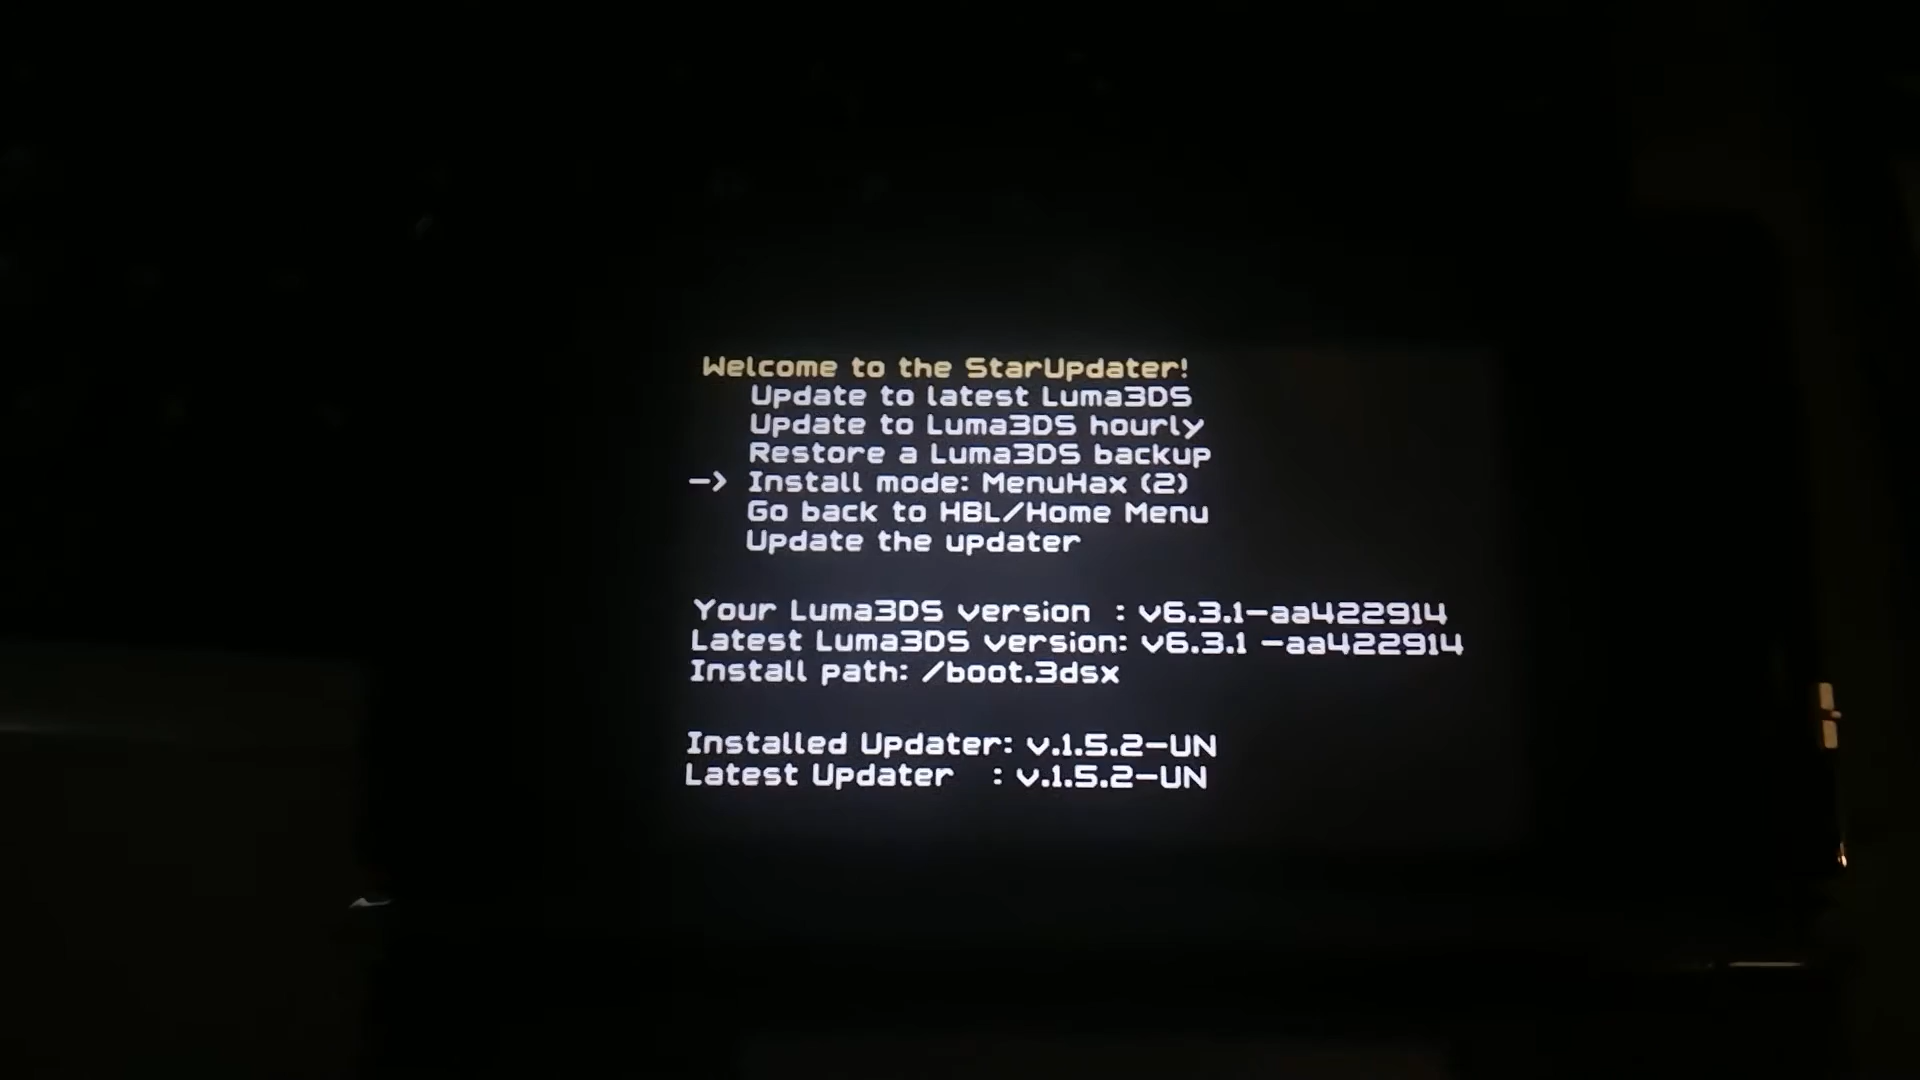 Welcome to the StarUpdater!
Update to latest Luma3DS
Update to Luma3DS hourly
Restore a Luma3DS backup
—> Install mode: MenuHax (2)
Go back to HBL/Home Menu
Update the updater
Your Luma3DS version : v6.3.1-aa422914
Latest Luma3DS version: v6.3.1 -aa422914
Install path: /boot.3dsx
Installed Updater: v.1.5.2-UN
Latest Updater : v.1.5.2-UN